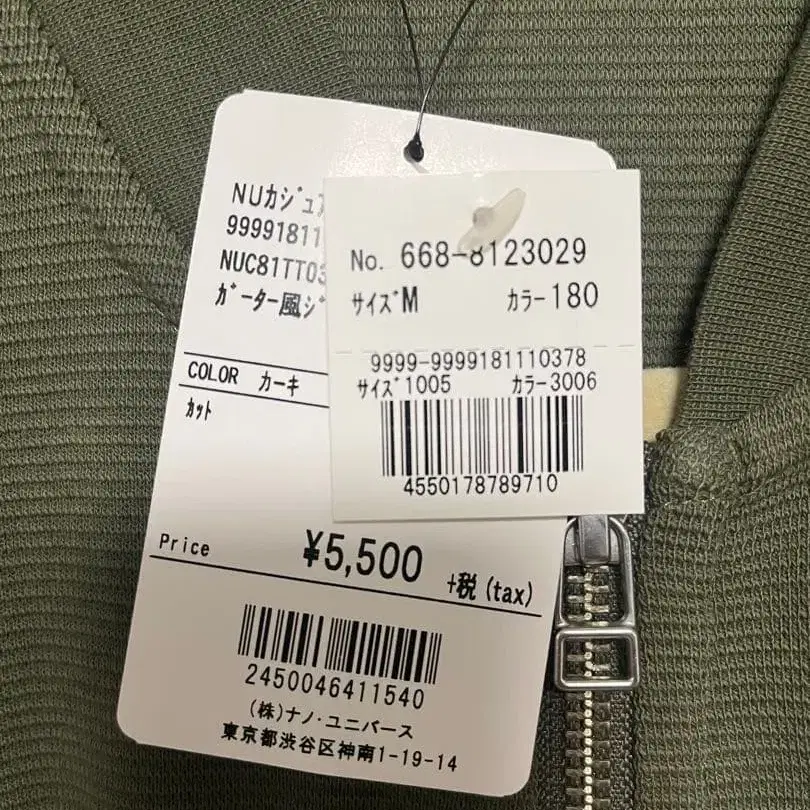 NUカジュア
99991811
NUC81TT03
ガーター風ジ
COLOR カーキ
カット
Price ¥5,500 +税(tax)
2450046411540
(株)ナノ・ユニバース
東京都渋谷区神南1-19-14
No. 668-8123029
サイズM カラー180
9999-9999181110378
サイズ1005 カラー3006
4550178789710